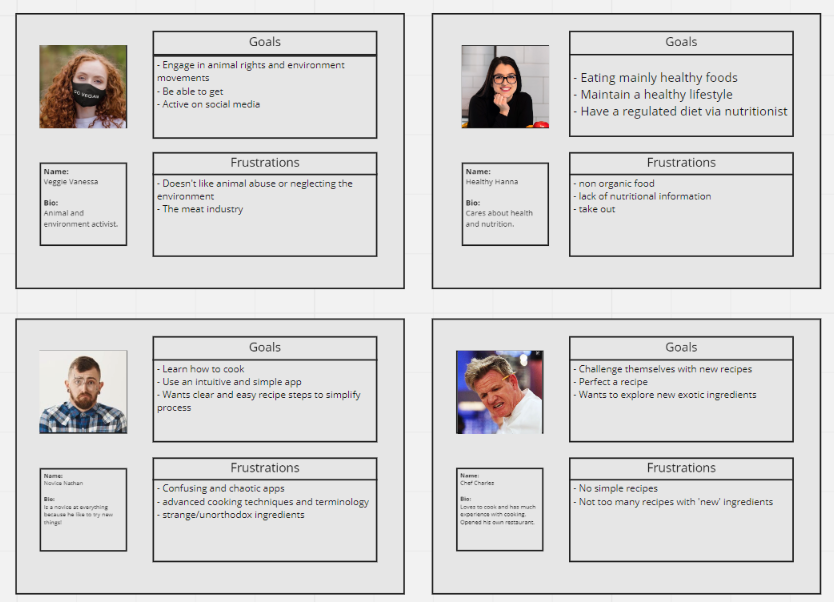 Goals
- Engage in animal rights and environment
movements
- Be able to get
- Active on social media
GO VEGAN
Name:
Veggie Vanessa
Bio:
Animal and
environment activist.
Frustrations
- Doesn't like animal abuse or neglecting the
environment
- The meat industry
Goals
- Eating mainly healthy foods
- Maintain a healthy lifestyle
- Have a regulated diet via nutritionist
Name:
Healthy Hanna
Bio:
Cares about health
and nutrition.
Frustrations
- non organic food
- lack of nutritional information
- take out
Goals
- Learn how to cook
- Use an intuitive and simple app
- Wants clear and easy recipe steps to simplify
process
Name:
Novice Nathan
Bio:
Is a novice at everything
because he like to try new
things!
Frustrations
- Confusing and chaotic apps
- advanced cooking techniques and terminology
- strange/unorthodox ingredients
Goals
- Challenge themselves with new recipes
- Perfect a recipe
- Wants to explore new exotic ingredients
Name:
Chef Charles
Bio:
Loves to cook and has much
experience with cooking.
Opened his own restaurant.
Frustrations
- No simple recipes
- Not too many recipes with 'new' ingredients